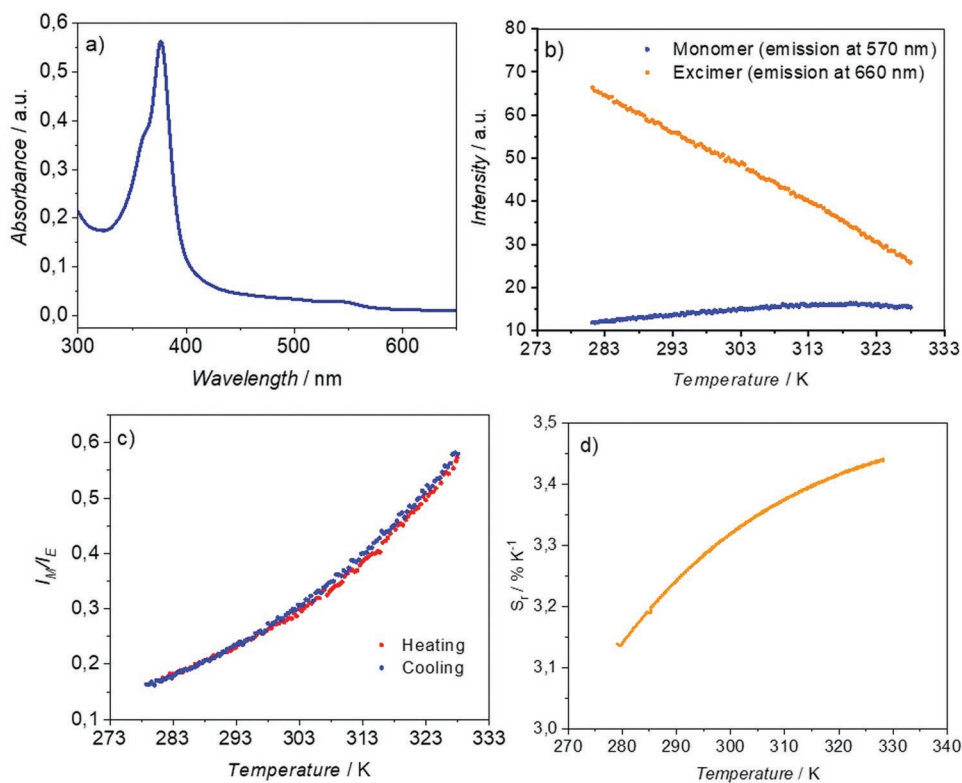 a)
Absorbance / a.u.
0,6
0,5
0,4
0,3
0,2
0,1
0,0
300 400 500 600
Wavelength / nm
b)
Monomer (emission at 570 nm)
Excimer (emission at 660 nm)
Intensity / a.u.
80
70
60
50
40
30
20
10
273 283 293 303 313 323 333
Temperature / K
c)
I_M/I_E
0,6
0,5
0,4
0,3
0,2
0,1
Heating
Cooling
273 283 293 303 313 323 333
Temperature / K
d)
S_r / % K⁻¹
3,5
3,4
3,3
3,2
3,1
3,0
270 280 290 300 310 320 330 340
Temperature / K